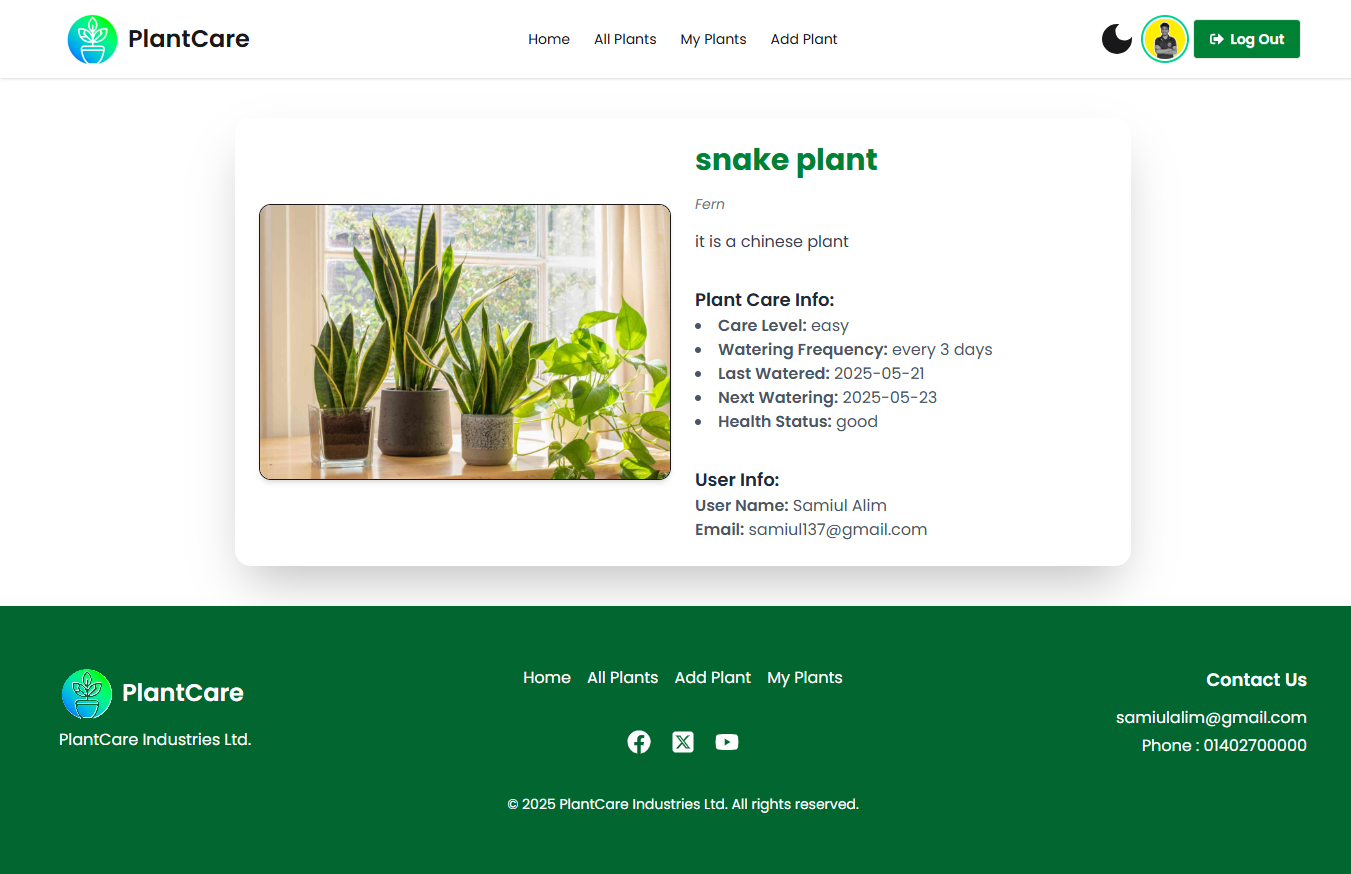 PlantCare
Home All Plants My Plants Add Plant
Log Out
snake plant
Fern
it is a chinese plant
Plant Care Info:
• Care Level: easy
• Watering Frequency: every 3 days
• Last Watered: 2025-05-21
• Next Watering: 2025-05-23
• Health Status: good
User Info:
User Name: Samiul Alim
Email: samiul137@gmail.com
PlantCare
PlantCare Industries Ltd.
Home All Plants Add Plant My Plants
© 2025 PlantCare Industries Ltd. All rights reserved.
Contact Us
samiulalim@gmail.com
Phone : 01402700000